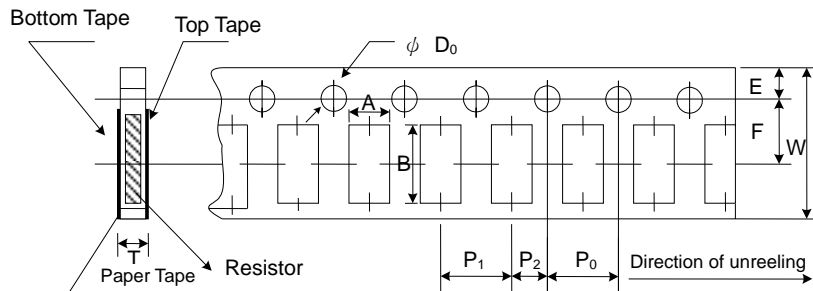 Bottom Tape
Top Tape
ψ D₀
A
B
E
F
W
T
Paper Tape
Resistor
P₁
P₂
P₀
Direction of unreeling